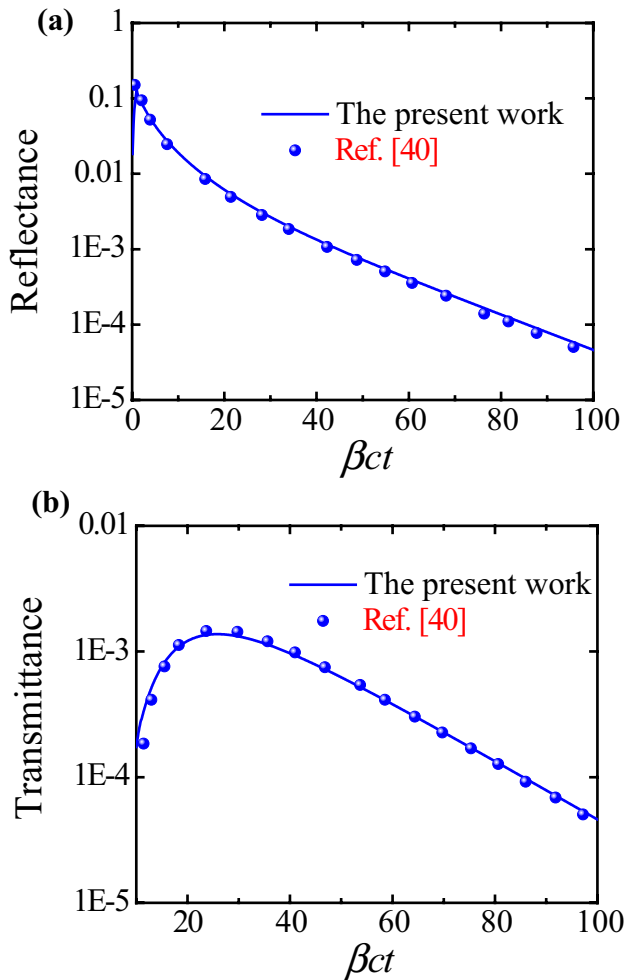 (a)
1
0.1
0.01
1E-3
1E-4
1E-5
Reflectance
The present work
Ref. [40]
0 20 40 60 80 100
βct
(b)
0.01
1E-3
1E-4
1E-5
Transmittance
The present work
Ref. [40]
20 40 60 80 100
βct